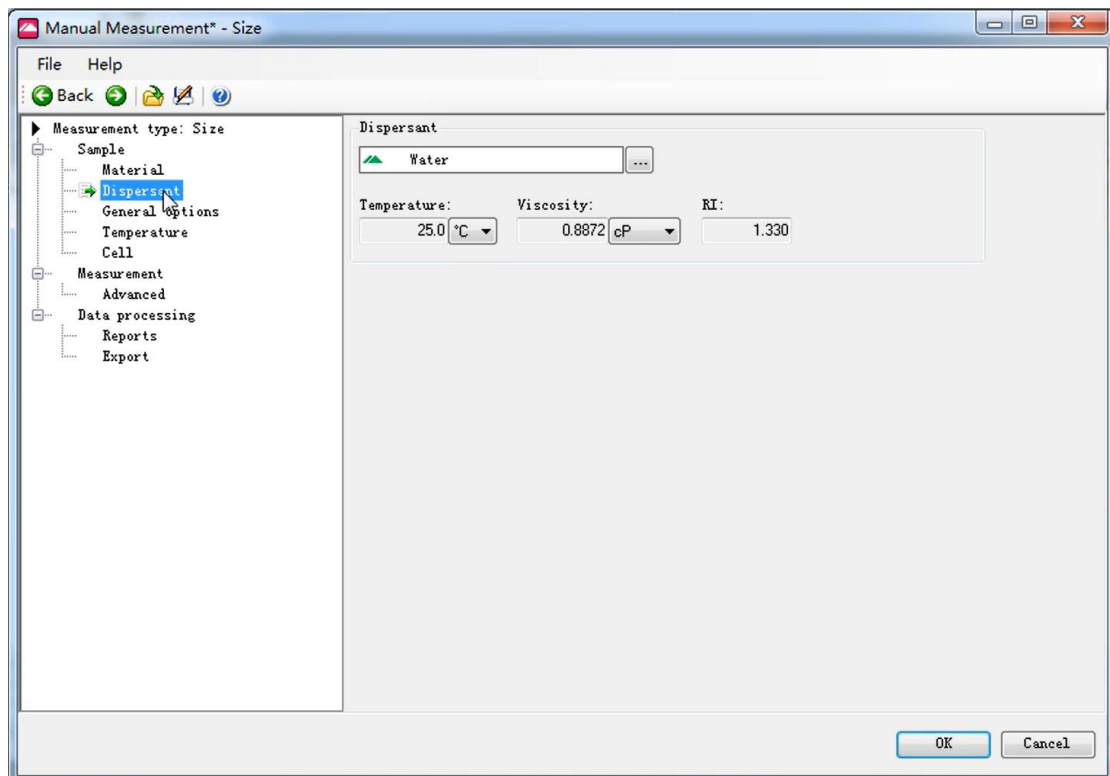 Manual Measurement* - Size
File Help
Back
Measurement type: Size
Sample
Material
Dispersant
General options
Temperature
Cell
Measurement
Advanced
Data processing
Reports
Export
Dispersant
Water ...
Temperature: Viscosity: RI:
25.0 °C 0.8872 cP 1.330
OK Cancel